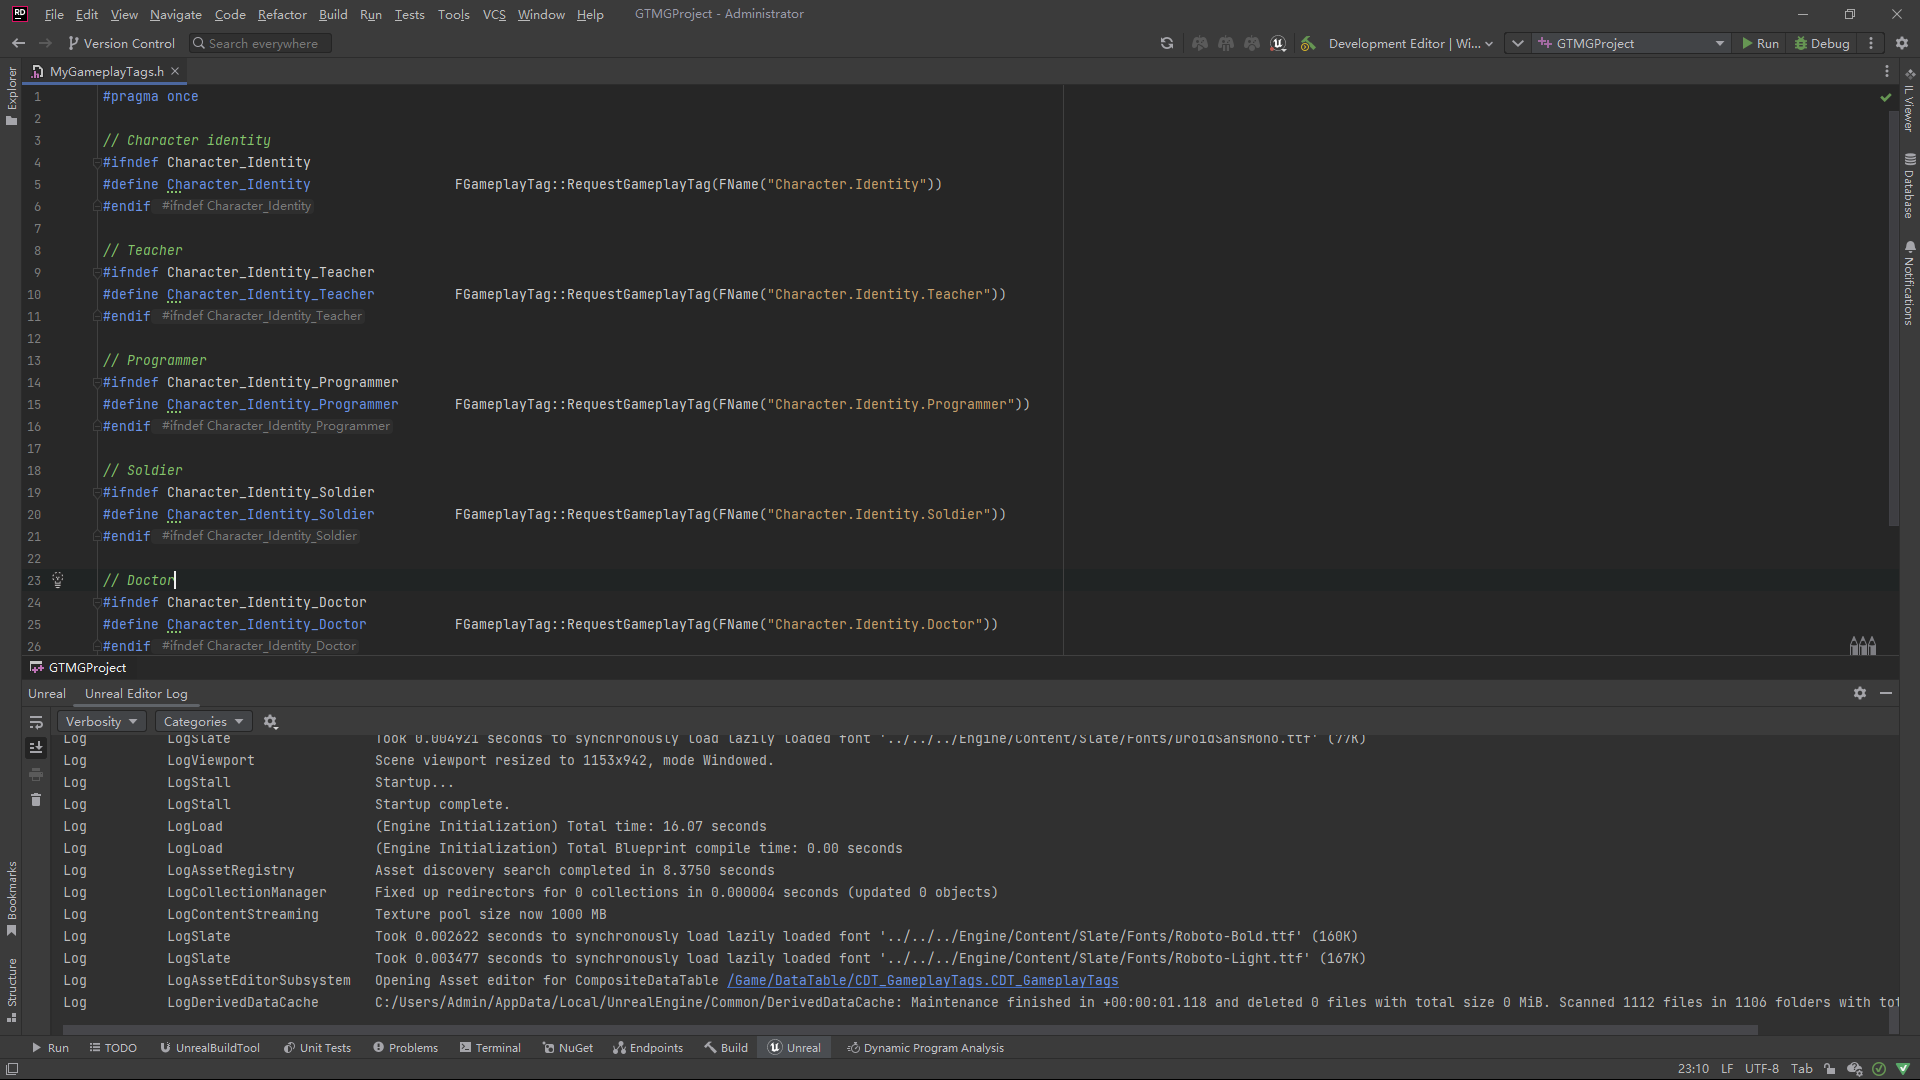 RD File Edit View Navigate Code Refactor Build Run Tests Tools VCS Window Help GTMGProject - Administrator
Version Control Search everywhere Development Editor | Wi... GTMGProject Run Debug
Explorer
MyGameplayTags.h
1 #pragma once
2
3 // Character identity
4 #ifndef Character_Identity
5 #define Character_Identity FGameplayTag::RequestGameplayTag(FName("Character.Identity"))
6 #endif #ifndef Character_Identity
7
8 // Teacher
9 #ifndef Character_Identity_Teacher
10 #define Character_Identity_Teacher FGameplayTag::RequestGameplayTag(FName("Character.Identity.Teacher"))
11 #endif #ifndef Character_Identity_Teacher
12
13 // Programmer
14 #ifndef Character_Identity_Programmer
15 #define Character_Identity_Programmer FGameplayTag::RequestGameplayTag(FName("Character.Identity.Programmer"))
16 #endif #ifndef Character_Identity_Programmer
17
18 // Soldier
19 #ifndef Character_Identity_Soldier
20 #define Character_Identity_Soldier FGameplayTag::RequestGameplayTag(FName("Character.Identity.Soldier"))
21 #endif #ifndef Character_Identity_Soldier
22
23 // Doctor
24 #ifndef Character_Identity_Doctor
25 #define Character_Identity_Doctor FGameplayTag::RequestGameplayTag(FName("Character.Identity.Doctor"))
26 #endif #ifndef Character_Identity_Doctor
IL Viewer
Database
Notifications
GTMGProject
Unreal Unreal Editor Log
Verbosity Categories
Log LogSlate Took 0.004921 seconds to synchronously load lazily loaded font '../../../Engine/Content/Slate/Fonts/DroidSansMono.ttf' (77K)
Log LogViewport Scene viewport resized to 1153x942, mode Windowed.
Log LogStall Startup...
Log LogStall Startup complete.
Log LogLoad (Engine Initialization) Total time: 16.07 seconds
Log LogLoad (Engine Initialization) Total Blueprint compile time: 0.00 seconds
Log LogAssetRegistry Asset discovery search completed in 8.3750 seconds
Log LogCollectionManager Fixed up redirectors for 0 collections in 0.000004 seconds (updated 0 objects)
Log LogContentStreaming Texture pool size now 1000 MB
Log LogSlate Took 0.002622 seconds to synchronously load lazily loaded font '../../../Engine/Content/Slate/Fonts/Roboto-Bold.ttf' (160K)
Log LogSlate Took 0.003477 seconds to synchronously load lazily loaded font '../../../Engine/Content/Slate/Fonts/Roboto-Light.ttf' (167K)
Log LogAssetEditorSubsystem Opening Asset editor for CompositeDataTable /Game/DataTable/CDT_GameplayTags.CDT_GameplayTags
Log LogDerivedDataCache C:/Users/Admin/AppData/Local/UnrealEngine/Common/DerivedDataCache: Maintenance finished in +00:00:01.118 and deleted 0 files with total size 0 MiB. Scanned 1112 files in 1106 folders with tot
Bookmarks
Structure
Run TODO UnrealBuildTool Unit Tests Problems Terminal NuGet Endpoints Build Unreal Dynamic Program Analysis
23:10 LF UTF-8 Tab